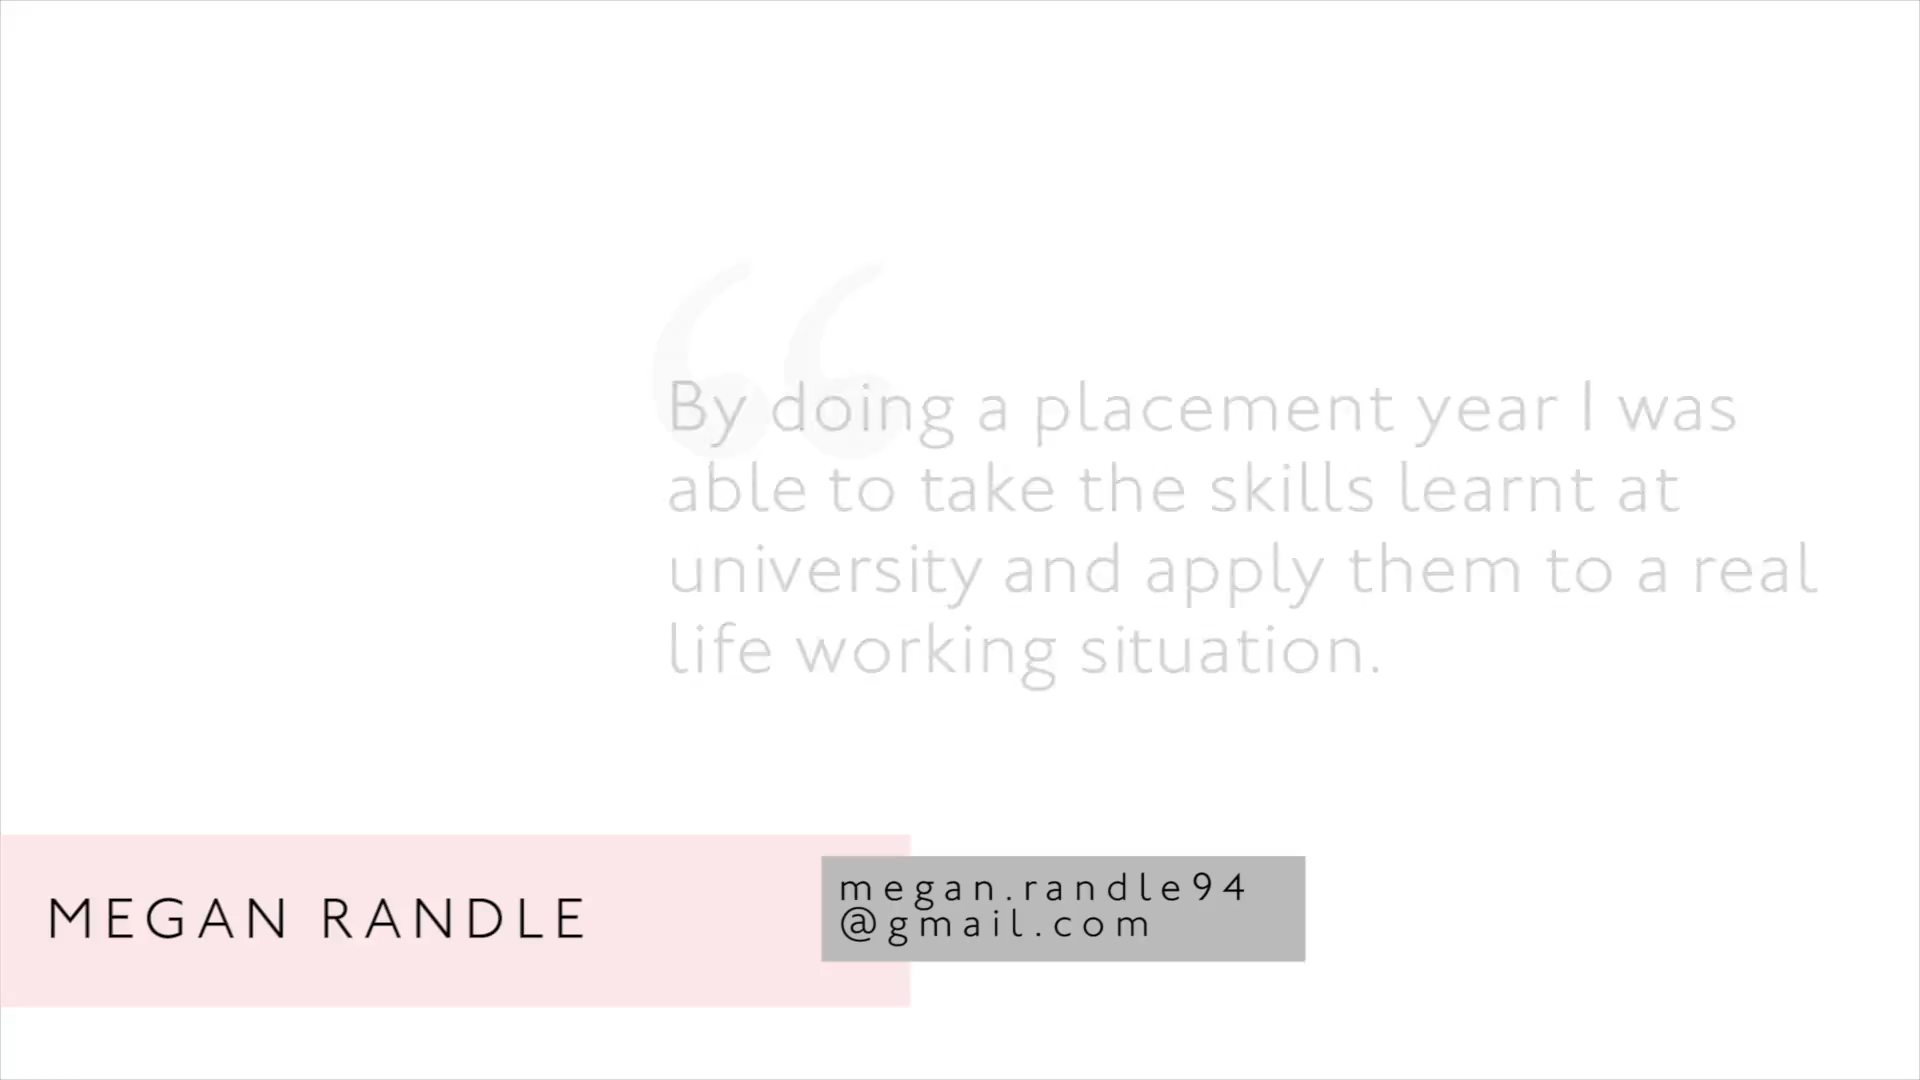 “
By doing a placement year I was
able to take the skills learnt at
university and apply them to a real
life working situation.
MEGAN RANDLE
megan.randle94
@gmail.com